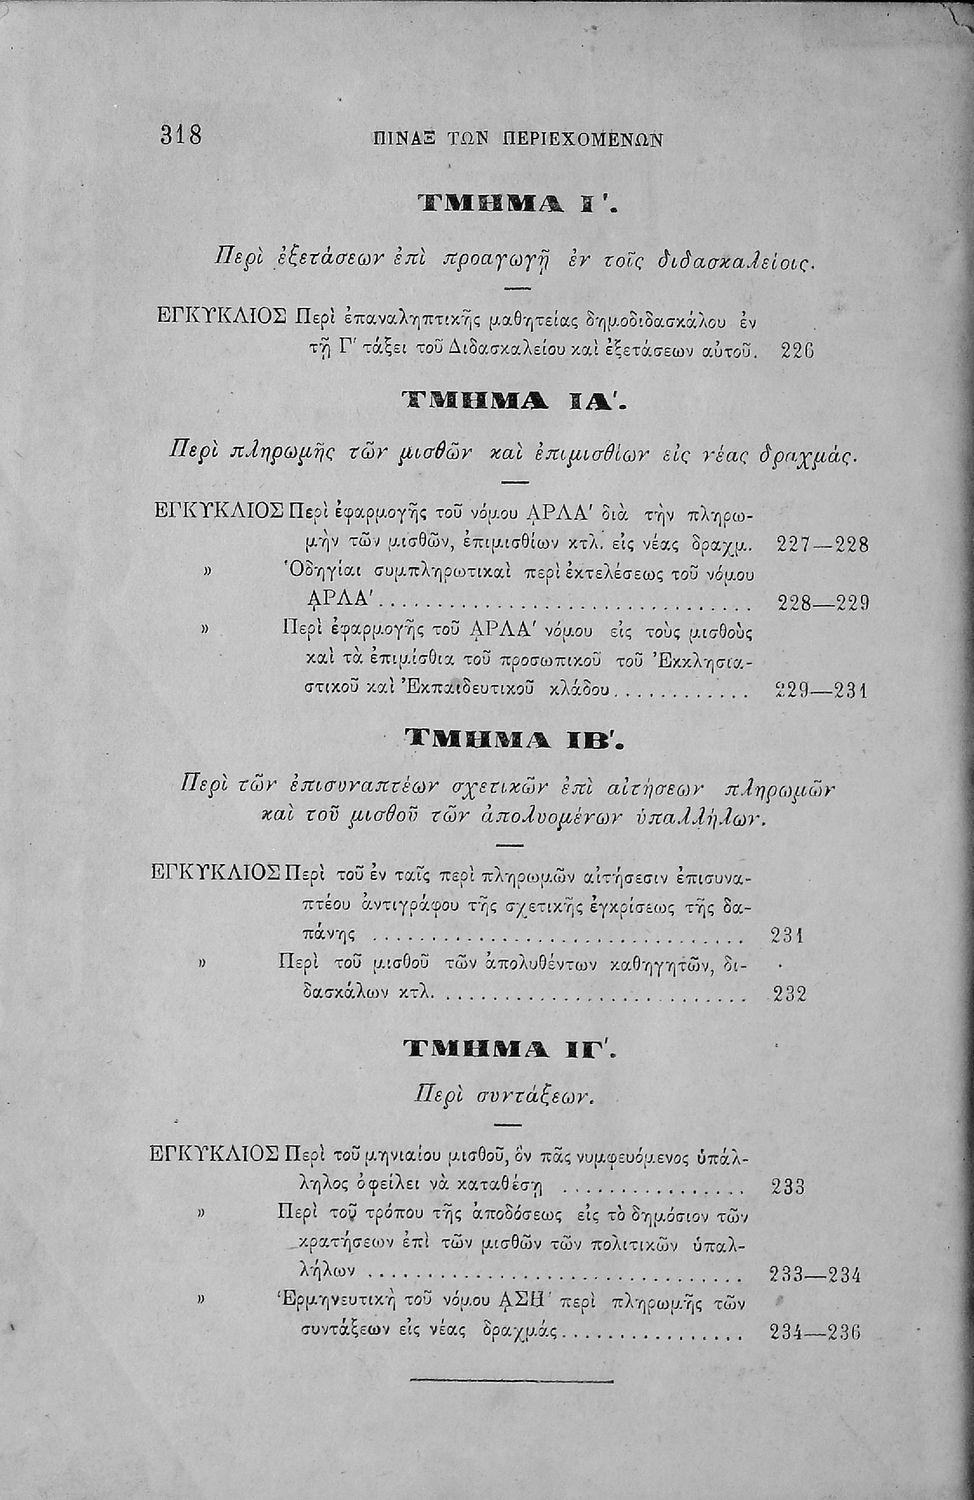 318 ΠΙΝΑΞ ΤΩΝ ΠΕΡΙΕΧΟΜΕΝΩΝ
ΤΜΗΜΑ Ι'.
Περὶ ἐξετάσεων ἐπὶ προαγωγῇ ἐν τοῖς διδασκαλείοις.
ΕΓΚΥΚΛΙΟΣ Περὶ ἐπαναληπτικῆς μαθητείας δημοδιδασκάλου ἐν
τῇ Γ' τάξει τοῦ Διδασκαλείου καὶ ἐξετάσεων αὐτοῦ. 226
ΤΜΗΜΑ ΙΑ'.
Περὶ πληρωμῆς τῶν μισθῶν καὶ ἐπιμισθίων εἰς νέας δραχμάς.
ΕΓΚΥΚΛΙΟΣ Περὶ ἐφαρμογῆς τοῦ νόμου ͵ΑΡΛΑ' διὰ τὴν πληρω-
μὴν τῶν μισθῶν, ἐπιμισθίων κτλ. εἰς νέας δραχμ. 227—228
» Ὁδηγίαι συμπληρωτικαὶ περὶ ἐκτελέσεως τοῦ νόμου
͵ΑΡΛΑ' . . . . . . . . . . . . . . . . . . . . . . . . . . . . . . . 228—229
» Περὶ ἐφαρμογῆς τοῦ ͵ΑΡΛΑ' νόμου εἰς τοὺς μισθοὺς
καὶ τὰ ἐπιμίσθια τοῦ προσωπικοῦ τοῦ Ἐκκλησια-
στικοῦ καὶ Ἐκπαιδευτικοῦ κλάδου . . . . . . . . . . . . 229—231
ΤΜΗΜΑ ΙΒ'.
Περὶ τῶν ἐπισυναπτέων σχετικῶν ἐπὶ αἰτήσεων πληρωμῶν
καὶ τοῦ μισθοῦ τῶν ἀπολυομένων ὑπαλλήλων.
ΕΓΚΥΚΛΙΟΣ Περὶ τοῦ ἐν ταῖς περὶ πληρωμῶν αἰτήσεσιν ἐπισυνα-
πτέου ἀντιγράφου τῆς σχετικῆς ἐγκρίσεως τῆς δα-
πάνης . . . . . . . . . . . . . . . . . . . . . . . . . . . . . . . 231
» Περὶ τοῦ μισθοῦ τῶν ἀπολυθέντων καθηγητῶν, δι-
δασκάλων κτλ. . . . . . . . . . . . . . . . . . . . . . . . . . 232
ΤΜΗΜΑ ΙΓ'.
Περὶ συντάξεων.
ΕΓΚΥΚΛΙΟΣ Περὶ τοῦ μηνιαίου μισθοῦ, ὃν πᾶς νυμφευόμενος ὑπάλ-
ληλος ὀφείλει νὰ καταθέσῃ . . . . . . . . . . . . . . . . 233
» Περὶ τοῦ τρόπου τῆς ἀποδόσεως εἰς τὸ δημόσιον τῶν
κρατήσεων ἐπὶ τῶν μισθῶν τῶν πολιτικῶν ὑπαλ-
λήλων . . . . . . . . . . . . . . . . . . . . . . . . . . . . . . . 233—234
» Ἑρμηνευτικὴ τοῦ νόμου ͵ΑΣΗ' περὶ πληρωμῆς τῶν
συντάξεων εἰς νέας δραχμάς . . . . . . . . . . . . . . . . 234—236